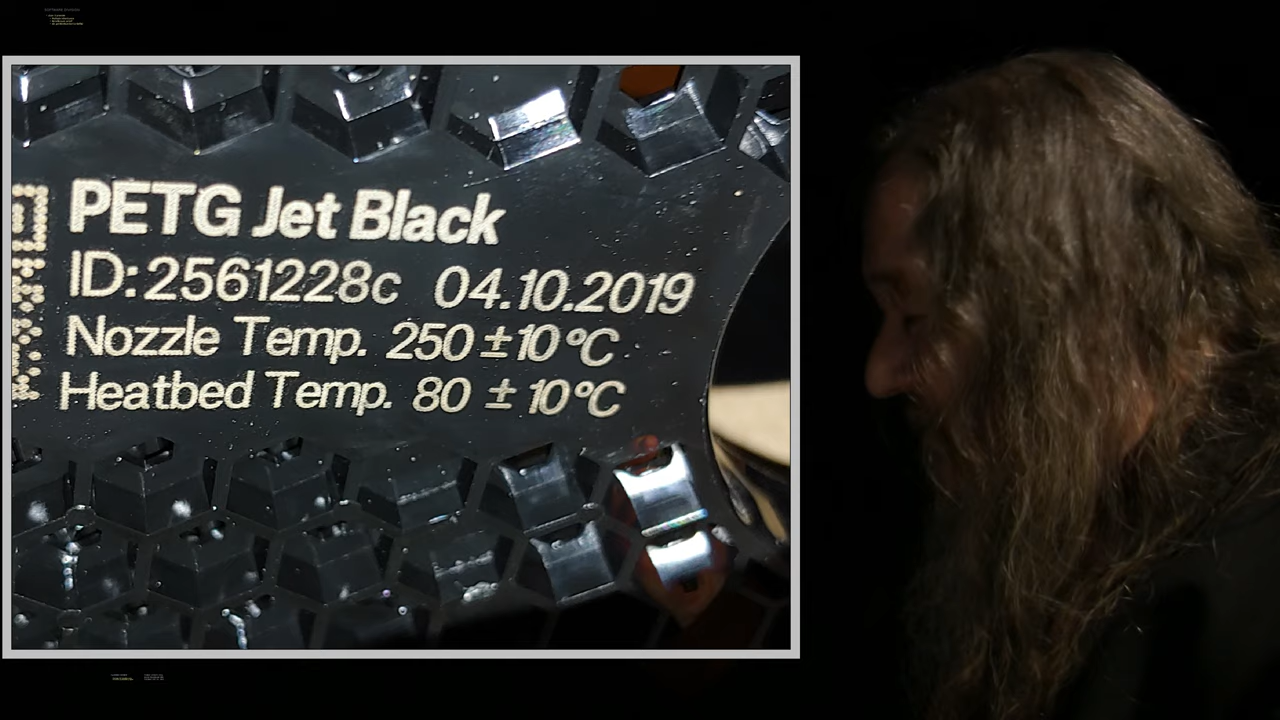 PETG Jet Black
ID:2561228c 04.10.2019
Nozzle Temp. 250 ±10°C
Heatbed Temp. 80 ±10°C